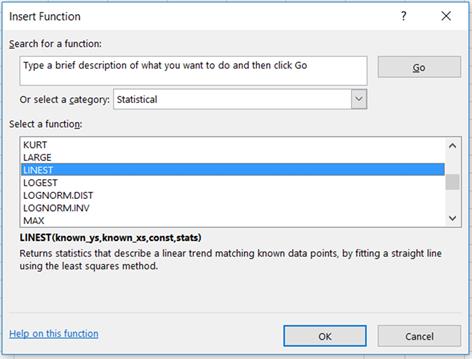 Insert Function
?
Search for a function:
Type a brief description of what you want to do and then click Go
Go
Or select a category: Statistical
Select a function:
KURT
LARGE
LINEST
LOGEST
LOGNORM.DIST
LOGNORM.INV
MAX
LINEST(known_ys,known_xs,const,stats)
Returns statistics that describe a linear trend matching known data points, by fitting a straight line
using the least squares method.
Help on this function
OK
Cancel